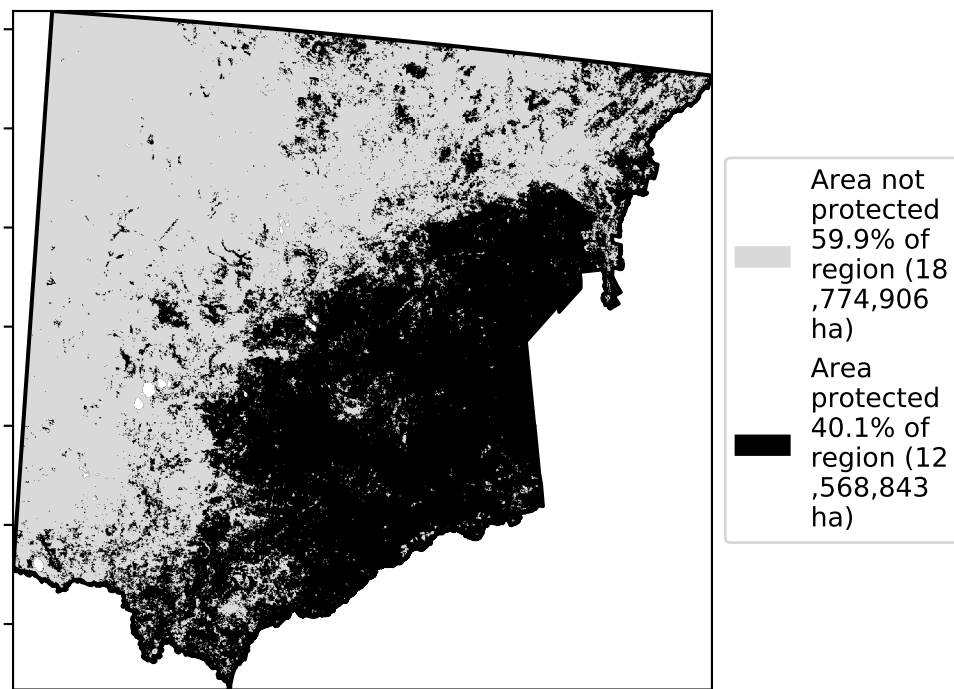 Area not
protected
59.9% of
region (18
,774,906
ha)
Area
protected
40.1% of
region (12
,568,843
ha)